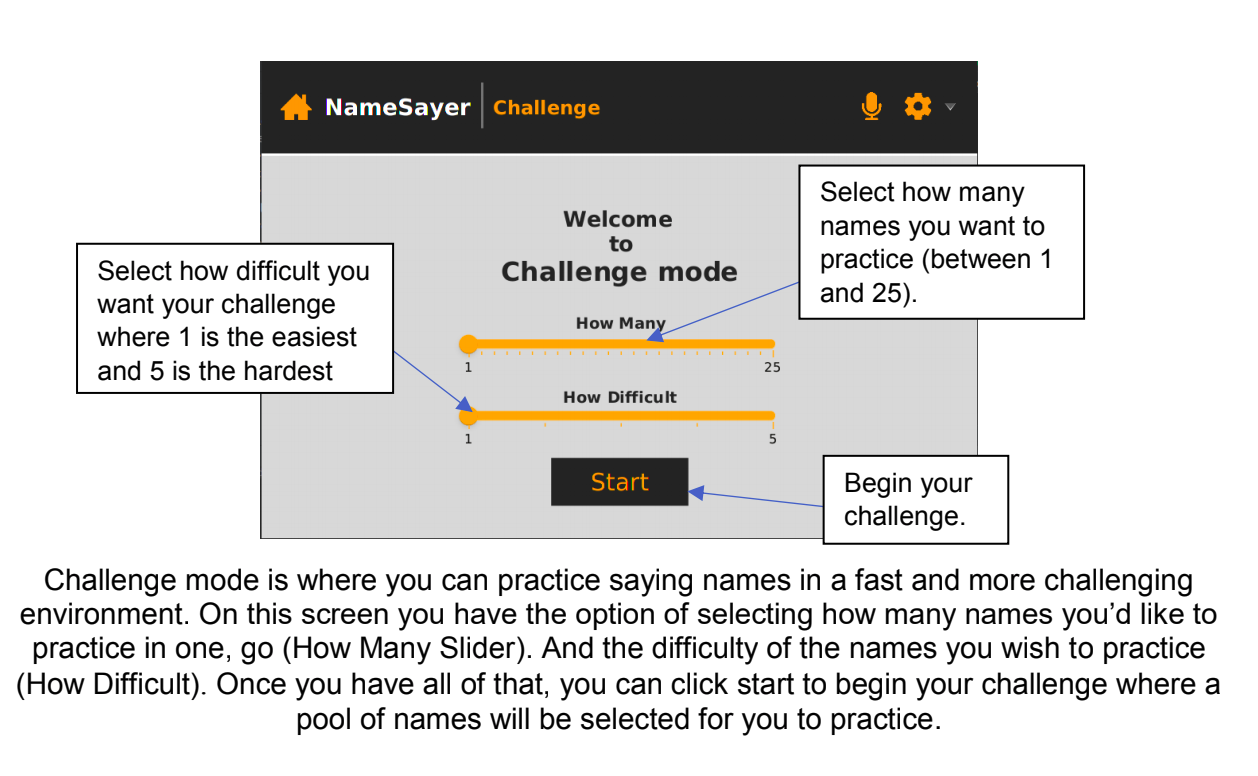 NameSayer Challenge
Select how many
names you want to
practice (between 1
and 25).
Welcome
to
Challenge mode
Select how difficult you
want your challenge
where 1 is the easiest
and 5 is the hardest
How Many
1 25
How Difficult
1 5
Start
Begin your
challenge.
Challenge mode is where you can practice saying names in a fast and more challenging
environment. On this screen you have the option of selecting how many names you’d like to
practice in one, go (How Many Slider). And the difficulty of the names you wish to practice
(How Difficult). Once you have all of that, you can click start to begin your challenge where a
pool of names will be selected for you to practice.